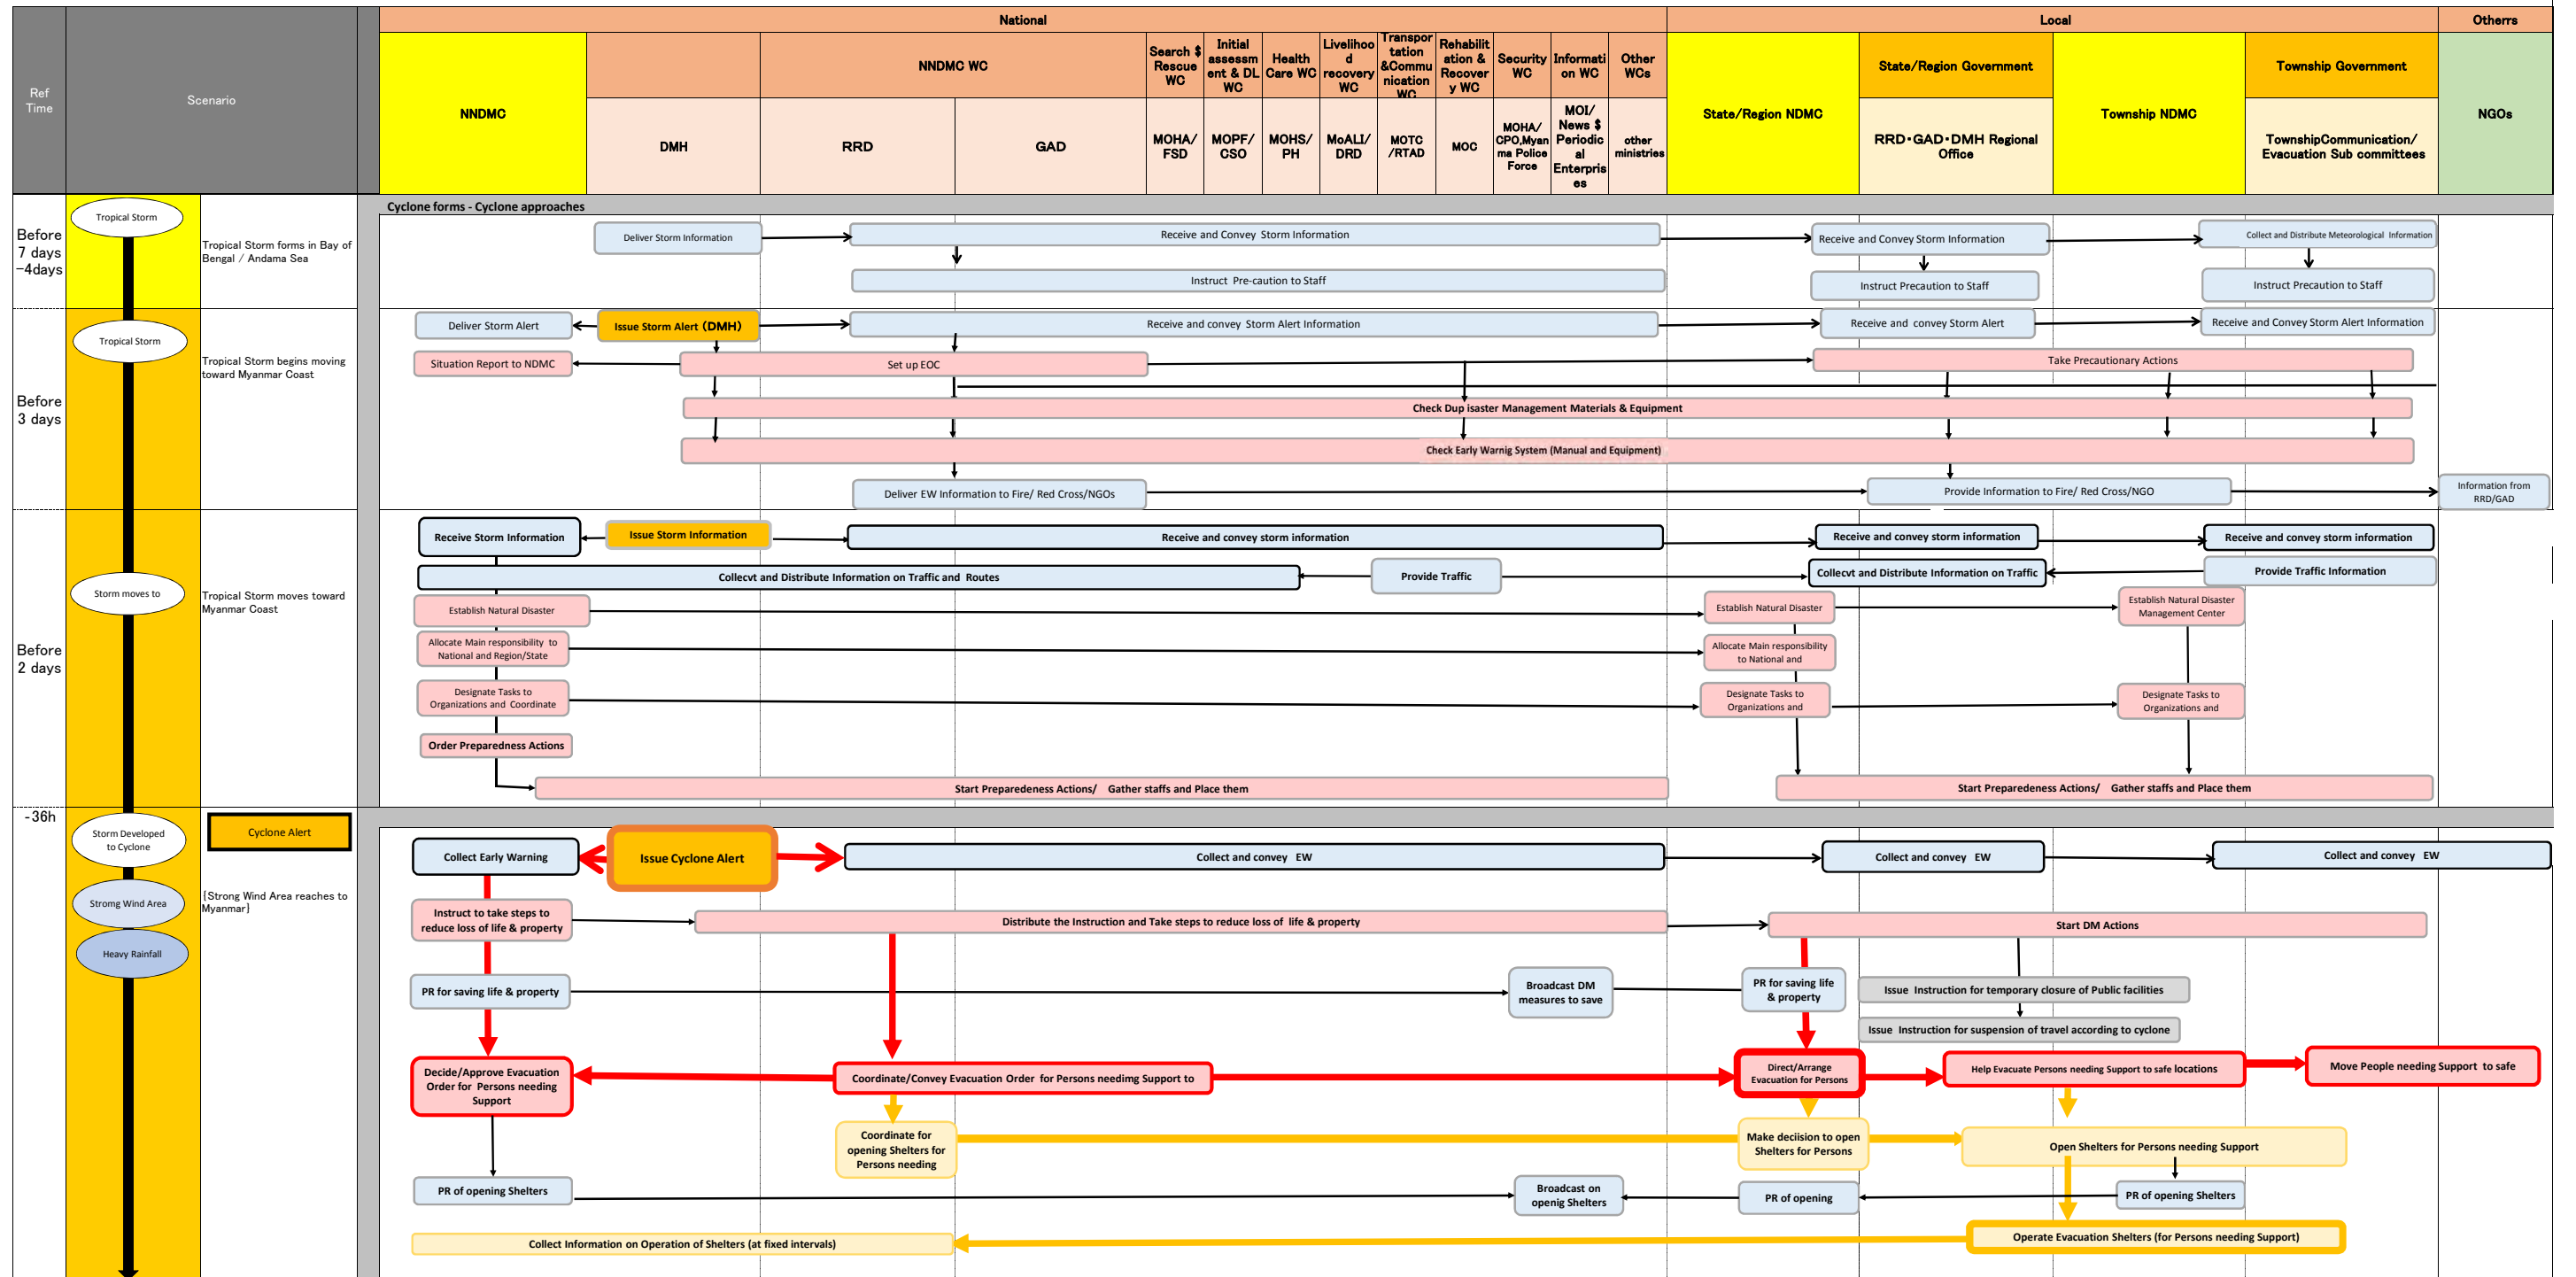 National
Local
Otherrs
Ref
Time
Scenario
NNDMC
NNDMC WC
Search $
Rescue
WC
Initial
assessm
ent & DL
WC
Health
Care WC
Livelihoo
d
recovery
WC
Transpor
tation
&Commu
nication
WC
Rehabilit
ation &
Recover
y WC
Security
WC
Informati
on WC
Other
WCs
State/Region NDMC
State/Region Government
Township NDMC
Township Government
NGOs
DMH
RRD
GAD
MOHA/
FSD
MOPF/
CSO
MOHS/
PH
MoALI/
DRD
MOTC
/RTAD
MOC
MOHA/
CPO,Myan
ma Police
Force
MOI/
News $
Periodic
al
Enterpris
es
other
ministries
RRD・GAD・DMH Regional
Office
TownshipCommunication/
Evacuation Sub committees
Cyclone forms - Cyclone approaches
Before
7 days
-4days
Tropical Storm
Tropical Storm forms in Bay of
Bengal / Andama Sea
Deliver Storm Information
Receive and Convey Storm Information
Receive and Convey Storm Information
Collect and Distribute Meteorological Information
Instruct Pre-caution to Staff
Instruct Precaution to Staff
Instruct Precaution to Staff
Before
3 days
Tropical Storm
Tropical Storm begins moving
toward Myanmar Coast
Deliver Storm Alert
Issue Storm Alert (DMH)
Receive and convey Storm Alert Information
Receive and convey Storm Alert
Receive and Convey Storm Alert Information
Situation Report to NDMC
Set up EOC
Take Precautionary Actions
Check Dup isaster Management Materials & Equipment
Check Early Warnig System (Manual and Equipment)
Deliver EW Information to Fire/ Red Cross/NGOs
Provide Information to Fire/ Red Cross/NGO
Information from
RRD/GAD
Before
2 days
Storm moves to
Tropical Storm moves toward
Myanmar Coast
Receive Storm Information
Issue Storm Information
Receive and convey storm information
Receive and convey storm information
Receive and convey storm information
Collecvt and Distribute Information on Traffic and Routes
Provide Traffic
Collecvt and Distribute Information on Traffic
Provide Traffic Information
Establish Natural Disaster
Establish Natural Disaster
Establish Natural Disaster
Management Center
Allocate Main responsibility to
National and Region/State
Allocate Main responsibility
to National and
Designate Tasks to
Organizations and Coordinate
Designate Tasks to
Organizations and
Designate Tasks to
Organizations and
Order Preparedness Actions
Start Preparedeness Actions/ Gather staffs and Place them
Start Preparedeness Actions/ Gather staffs and Place them
-36h
Storm Developed
to Cyclone
Cyclone Alert
Collect Early Warning
Issue Cyclone Alert
Collect and convey EW
Collect and convey EW
Collect and convey EW
Stromg Wind Area
[Strong Wind Area reaches to
Myanmar]
Heavy Rainfall
Instruct to take steps to
reduce loss of life & property
Distribute the Instruction and Take steps to reduce loss of life & property
Start DM Actions
PR for saving life & property
Broadcast DM
measures to save
PR for saving life
& property
Issue Instruction for temporary closure of Public facilities
Issue Instruction for suspension of travel according to cyclone
Decide/Approve Evacuation
Order for Persons needing
Support
Coordinate/Convey Evacuation Order for Persons needimg Support to
Direct/Arrange
Evacuation for Persons
Help Evacuate Persons needing Support to safe locations
Move People needing Support to safe
Coordinate for
opening Shelters for
Persons needing
Make deciision to open
Shelters for Persons
Open Shelters for Persons needing Support
PR of opening Shelters
Broadcast on
openig Shelters
PR of opening
PR of opening Shelters
Collect Information on Operation of Shelters (at fixed intervals)
Operate Evacuation Shelters (for Persons needing Support)